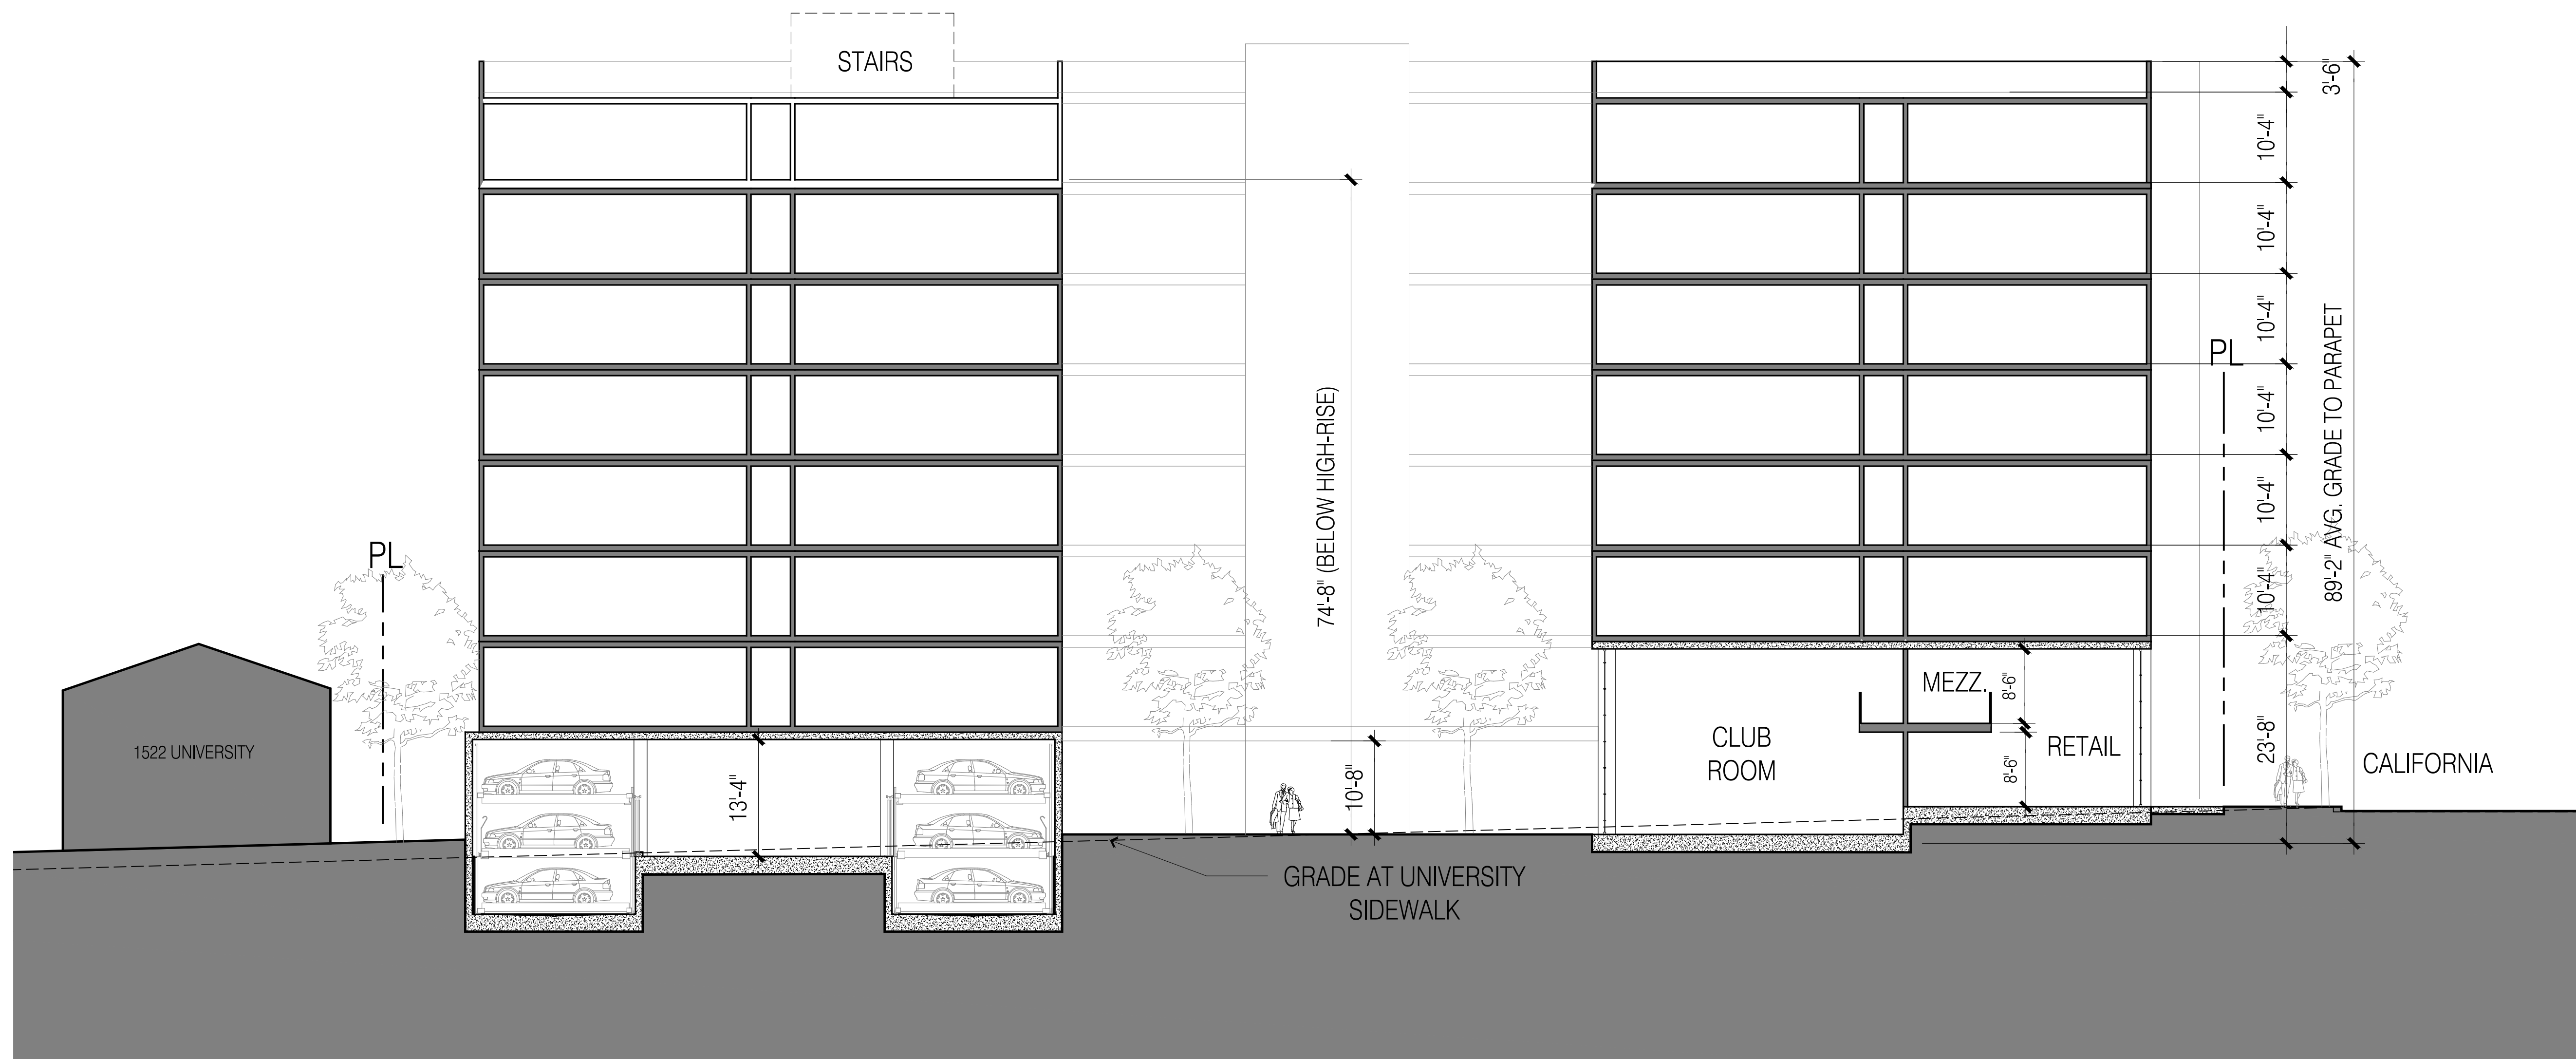 STAIRS
3'-6"
10'-4"
10'-4"
10'-4"
10'-4"
10'-4"
10'-4"
23'-8"
89'-2" AVG. GRADE TO PARAPET
PL
PL
74'-8" (BELOW HIGH-RISE)
10'-8"
13'-4"
1522 UNIVERSITY
MEZZ.
8'-6"
8'-6"
CLUB
ROOM
RETAIL
CALIFORNIA
GRADE AT UNIVERSITY
SIDEWALK